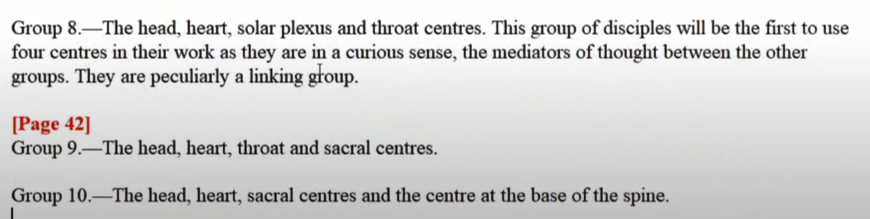 Group 8.—The head, heart, solar plexus and throat centres. This group of disciples will be the first to use
four centres in their work as they are in a curious sense, the mediators of thought between the other
groups. They are peculiarly a linking group.
[Page 42]
Group 9.—The head, heart, throat and sacral centres.
Group 10.—The head, heart, sacral centres and the centre at the base of the spine.